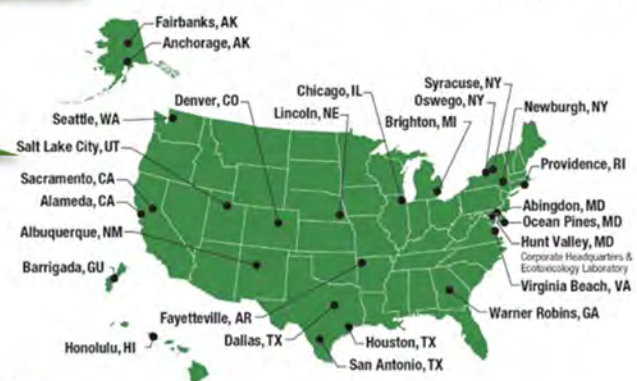 Fairbanks, AK
Anchorage, AK
Seattle, WA
Denver, CO
Lincoln, NE
Chicago, IL
Brighton, MI
Syracuse, NY
Oswego, NY
Newburgh, NY
Salt Lake City, UT
Sacramento, CA
Alameda, CA
Albuquerque, NM
Barrigada, GU
Honolulu, HI
Fayetteville, AR
Dallas, TX
San Antonio, TX
Houston, TX
Providence, RI
Abingdon, MD
Ocean Pines, MD
Hunt Valley, MD
Corporate Headquarters &
Ecotoxicology Laboratory
Virginia Beach, VA
Warner Robins, GA